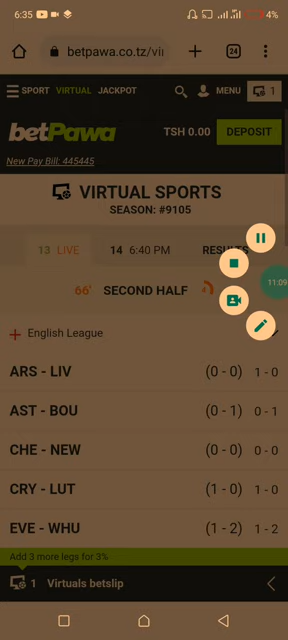 6:35
4%
betpawa.co.tz/vii
24
SPORT
VIRTUAL
JACKPOT
MENU
1
betPawa
TSH 0.00
DEPOSIT
New Pay Bill: 445445
VIRTUAL SPORTS
SEASON: #9105
13 LIVE
14 6:40 PM
RESULTS
66' SECOND HALF
11:09
English League
ARS - LIV (0 - 0) 1 - 0
AST - BOU (0 - 1) 0 - 1
CHE - NEW (0 - 0) 0 - 0
CRY - LUT (1 - 0) 1 - 0
EVE - WHU (1 - 2) 1 - 2
Add 3 more legs for 3%
1 Virtuals betslip